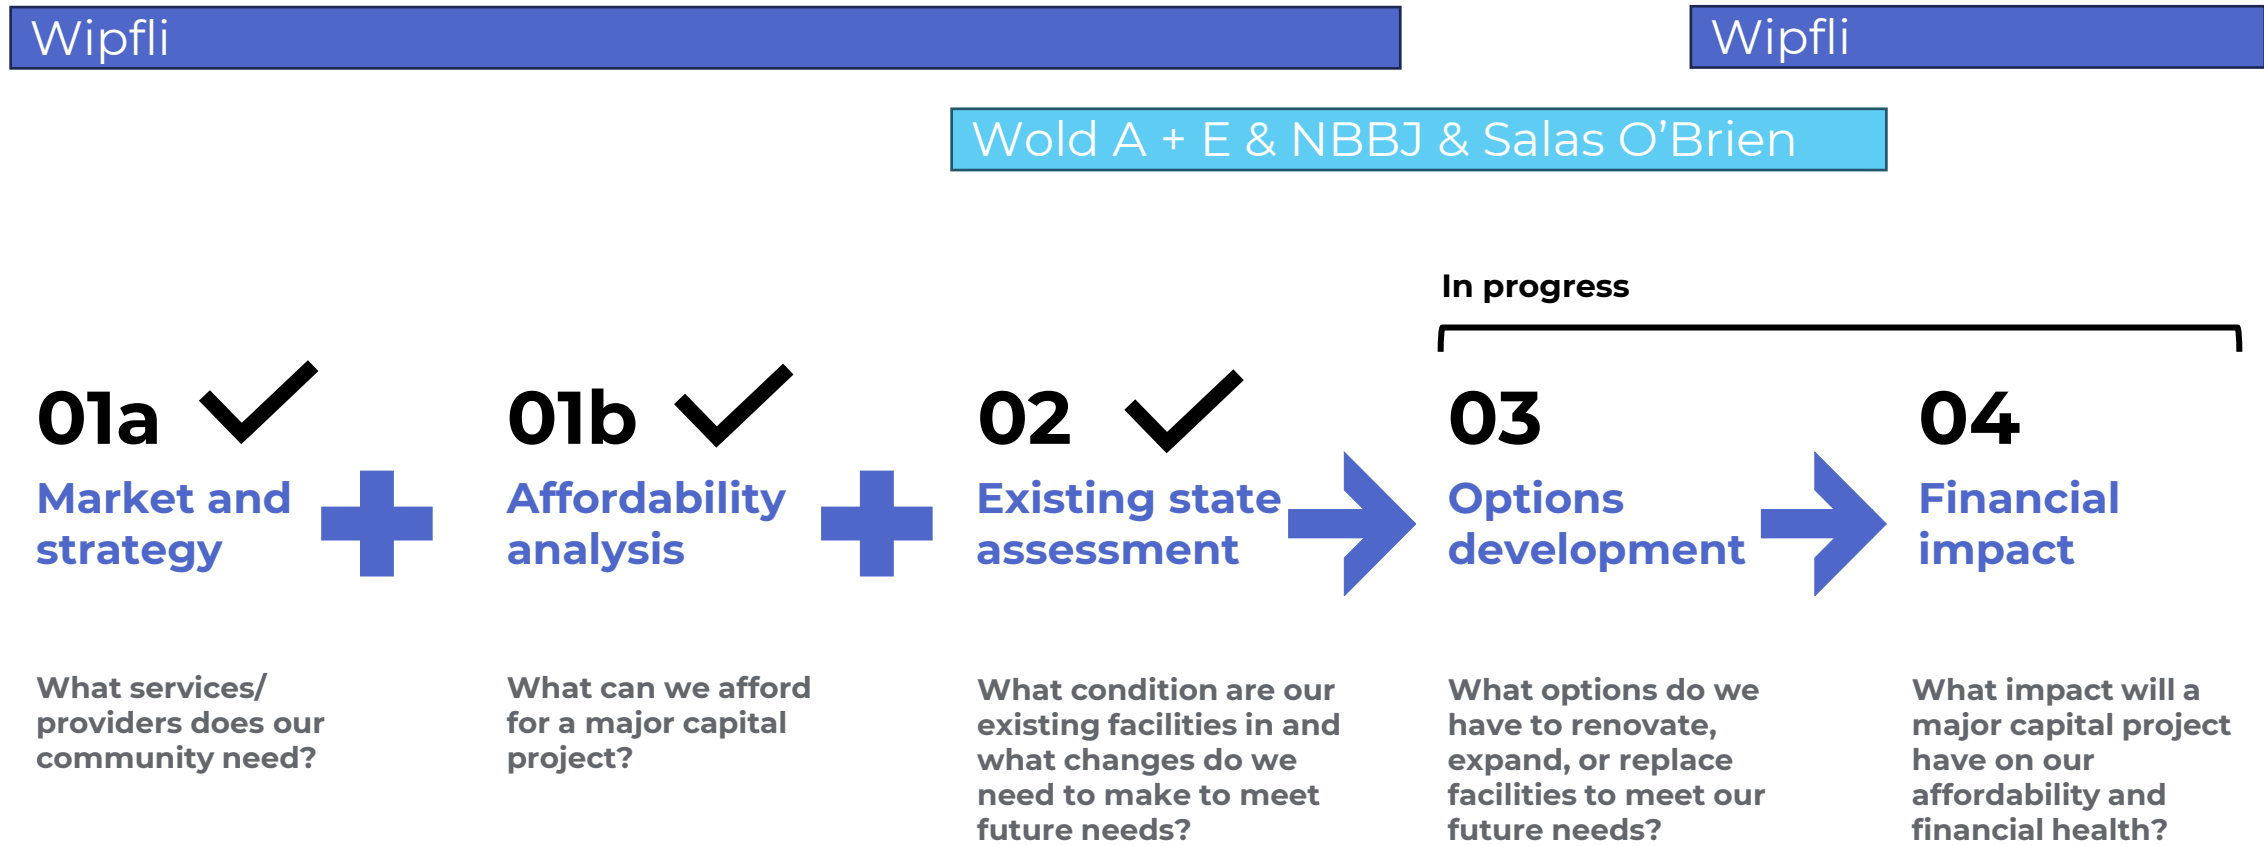 Wipfli
Wipfli
Wold A + E & NBBJ & Salas O’Brien
In progress
01a
Market and
strategy
What services/
providers does our
community need?
01b
Affordability
analysis
What can we afford
for a major capital
project?
02
Existing state
assessment
What condition are our
existing facilities in and
what changes do we
need to make to meet
future needs?
03
Options
development
What options do we
have to renovate,
expand, or replace
facilities to meet our
future needs?
04
Financial
impact
What impact will a
major capital project
have on our
affordability and
financial health?